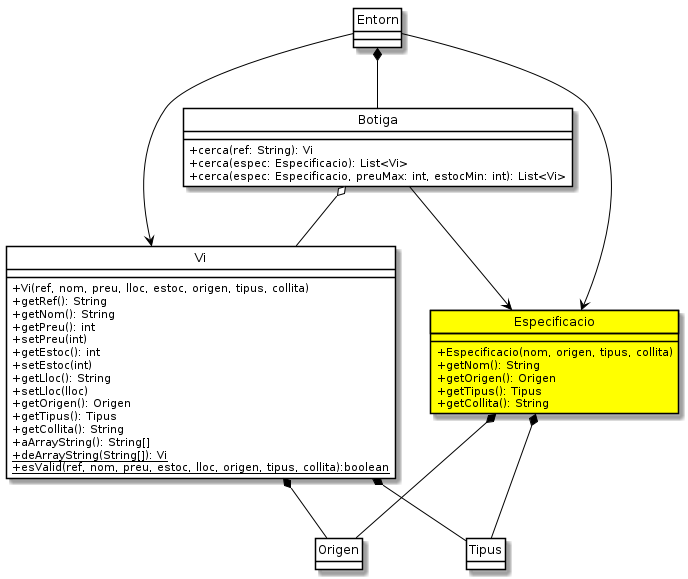 Entorn
Botiga
+cerca(ref: String): Vi
+cerca(espec: Especificacio): List<Vi>
+cerca(espec: Especificacio, preuMax: int, estocMin: int): List<Vi>
Vi
+Vi(ref, nom, preu, lloc, estoc, origen, tipus, collita)
+getRef(): String
+getNom(): String
+getPreu(): int
+setPreu(int)
+getEstoc(): int
+setEstoc(int)
+getLloc(): String
+setLloc(lloc)
+getOrigen(): Origen
+getTipus(): Tipus
+getCollita(): String
+aArrayString(): String[]
+deArrayString(String[]): Vi
+esValid(ref, nom, preu, estoc, lloc, origen, tipus, collita):boolean
Especificacio
+Especificacio(nom, origen, tipus, collita)
+getNom(): String
+getOrigen(): Origen
+getTipus(): Tipus
+getCollita(): String
Origen
Tipus